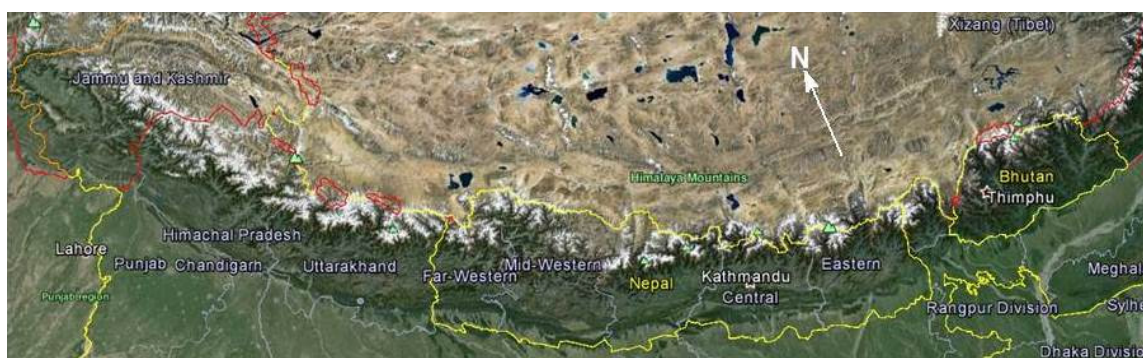 Xizang (Tibet)
N
Jammu and Kashmir
Himalaya Mountains
Bhutan
Thimphu
Lahore
Himachal Pradesh
Punjab
Chandigarh
Uttarakhand
Far-Western
Mid-Western
Nepal
Kathmandu
Central
Eastern
Meghal
Punjab region
Rangpur Division
Sylhe
Dhaka Division